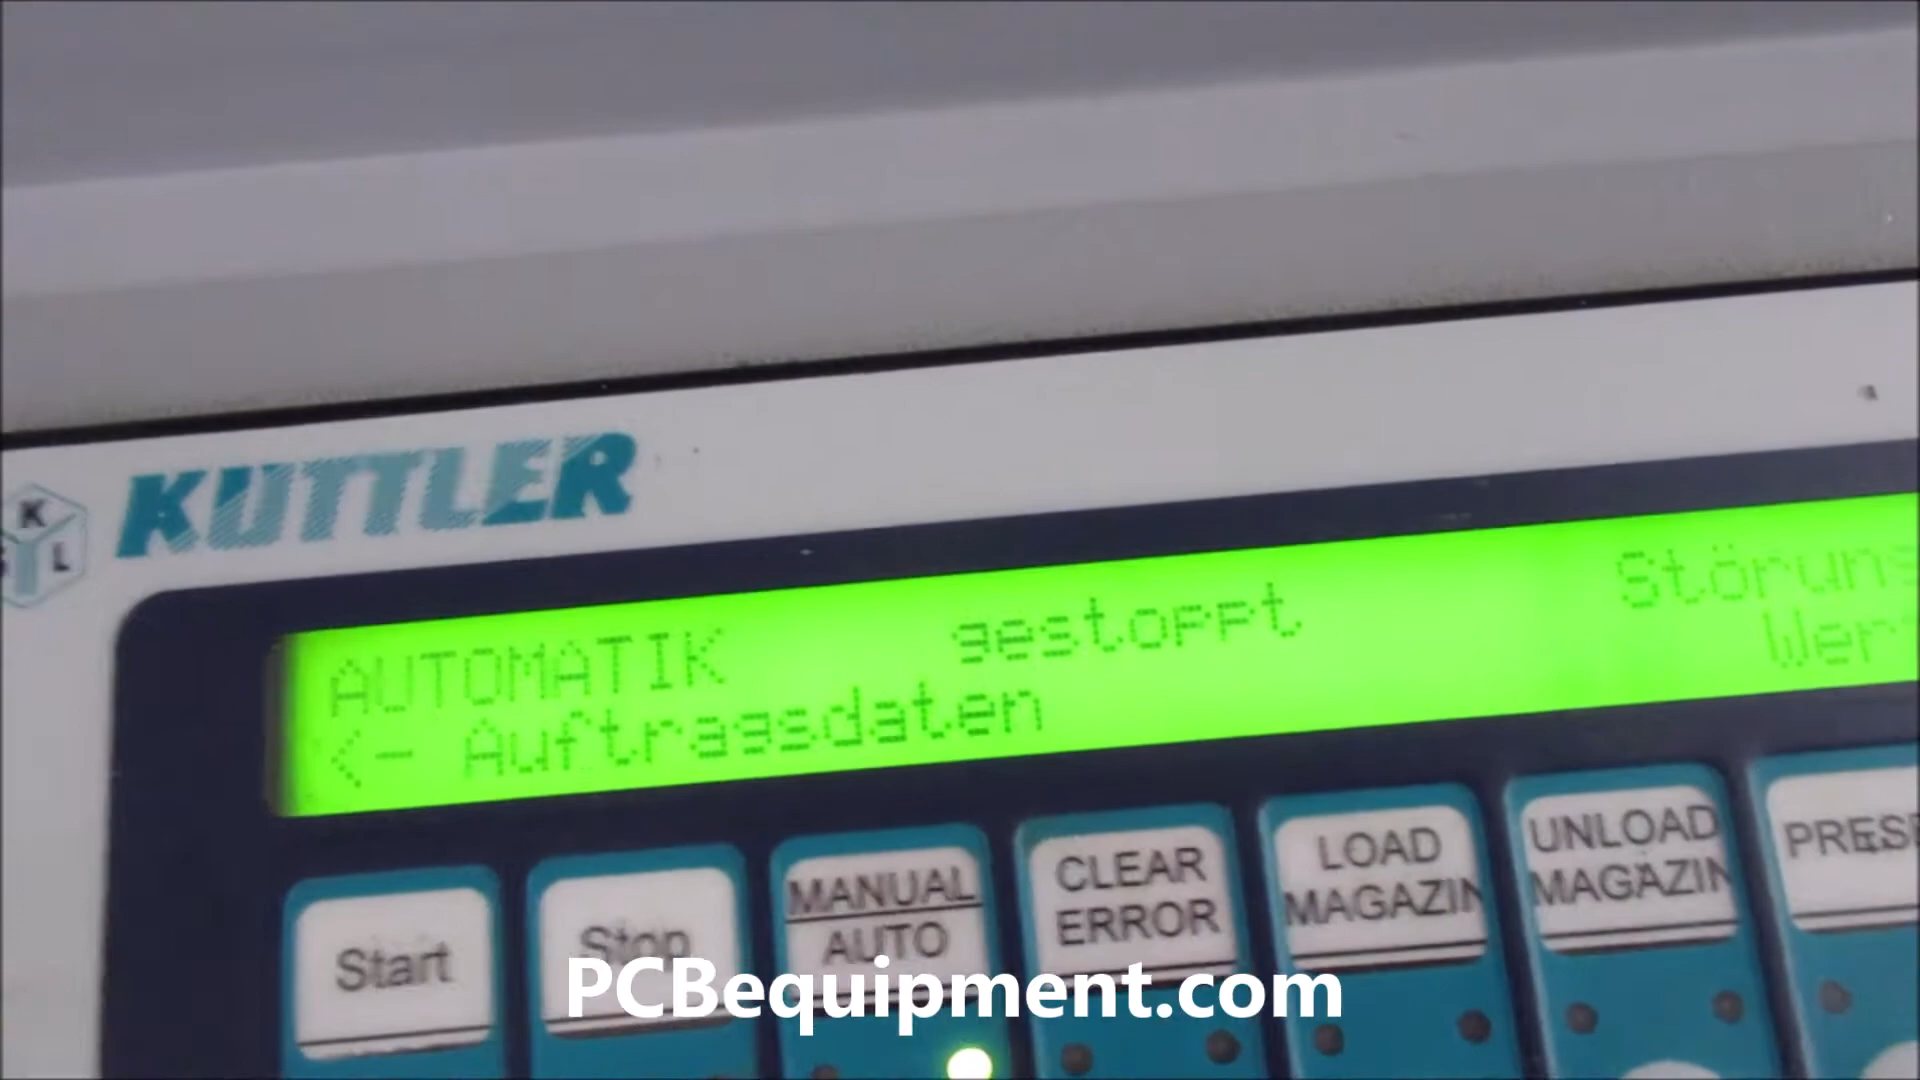 KUTTLER
K
L
AUTOMATIK gestoppt
<- Auftragsdaten
Start
Stop
MANUAL
AUTO
CLEAR
ERROR
LOAD
MAGAZIN
UNLOAD
MAGAZIN
PCBequipment.com